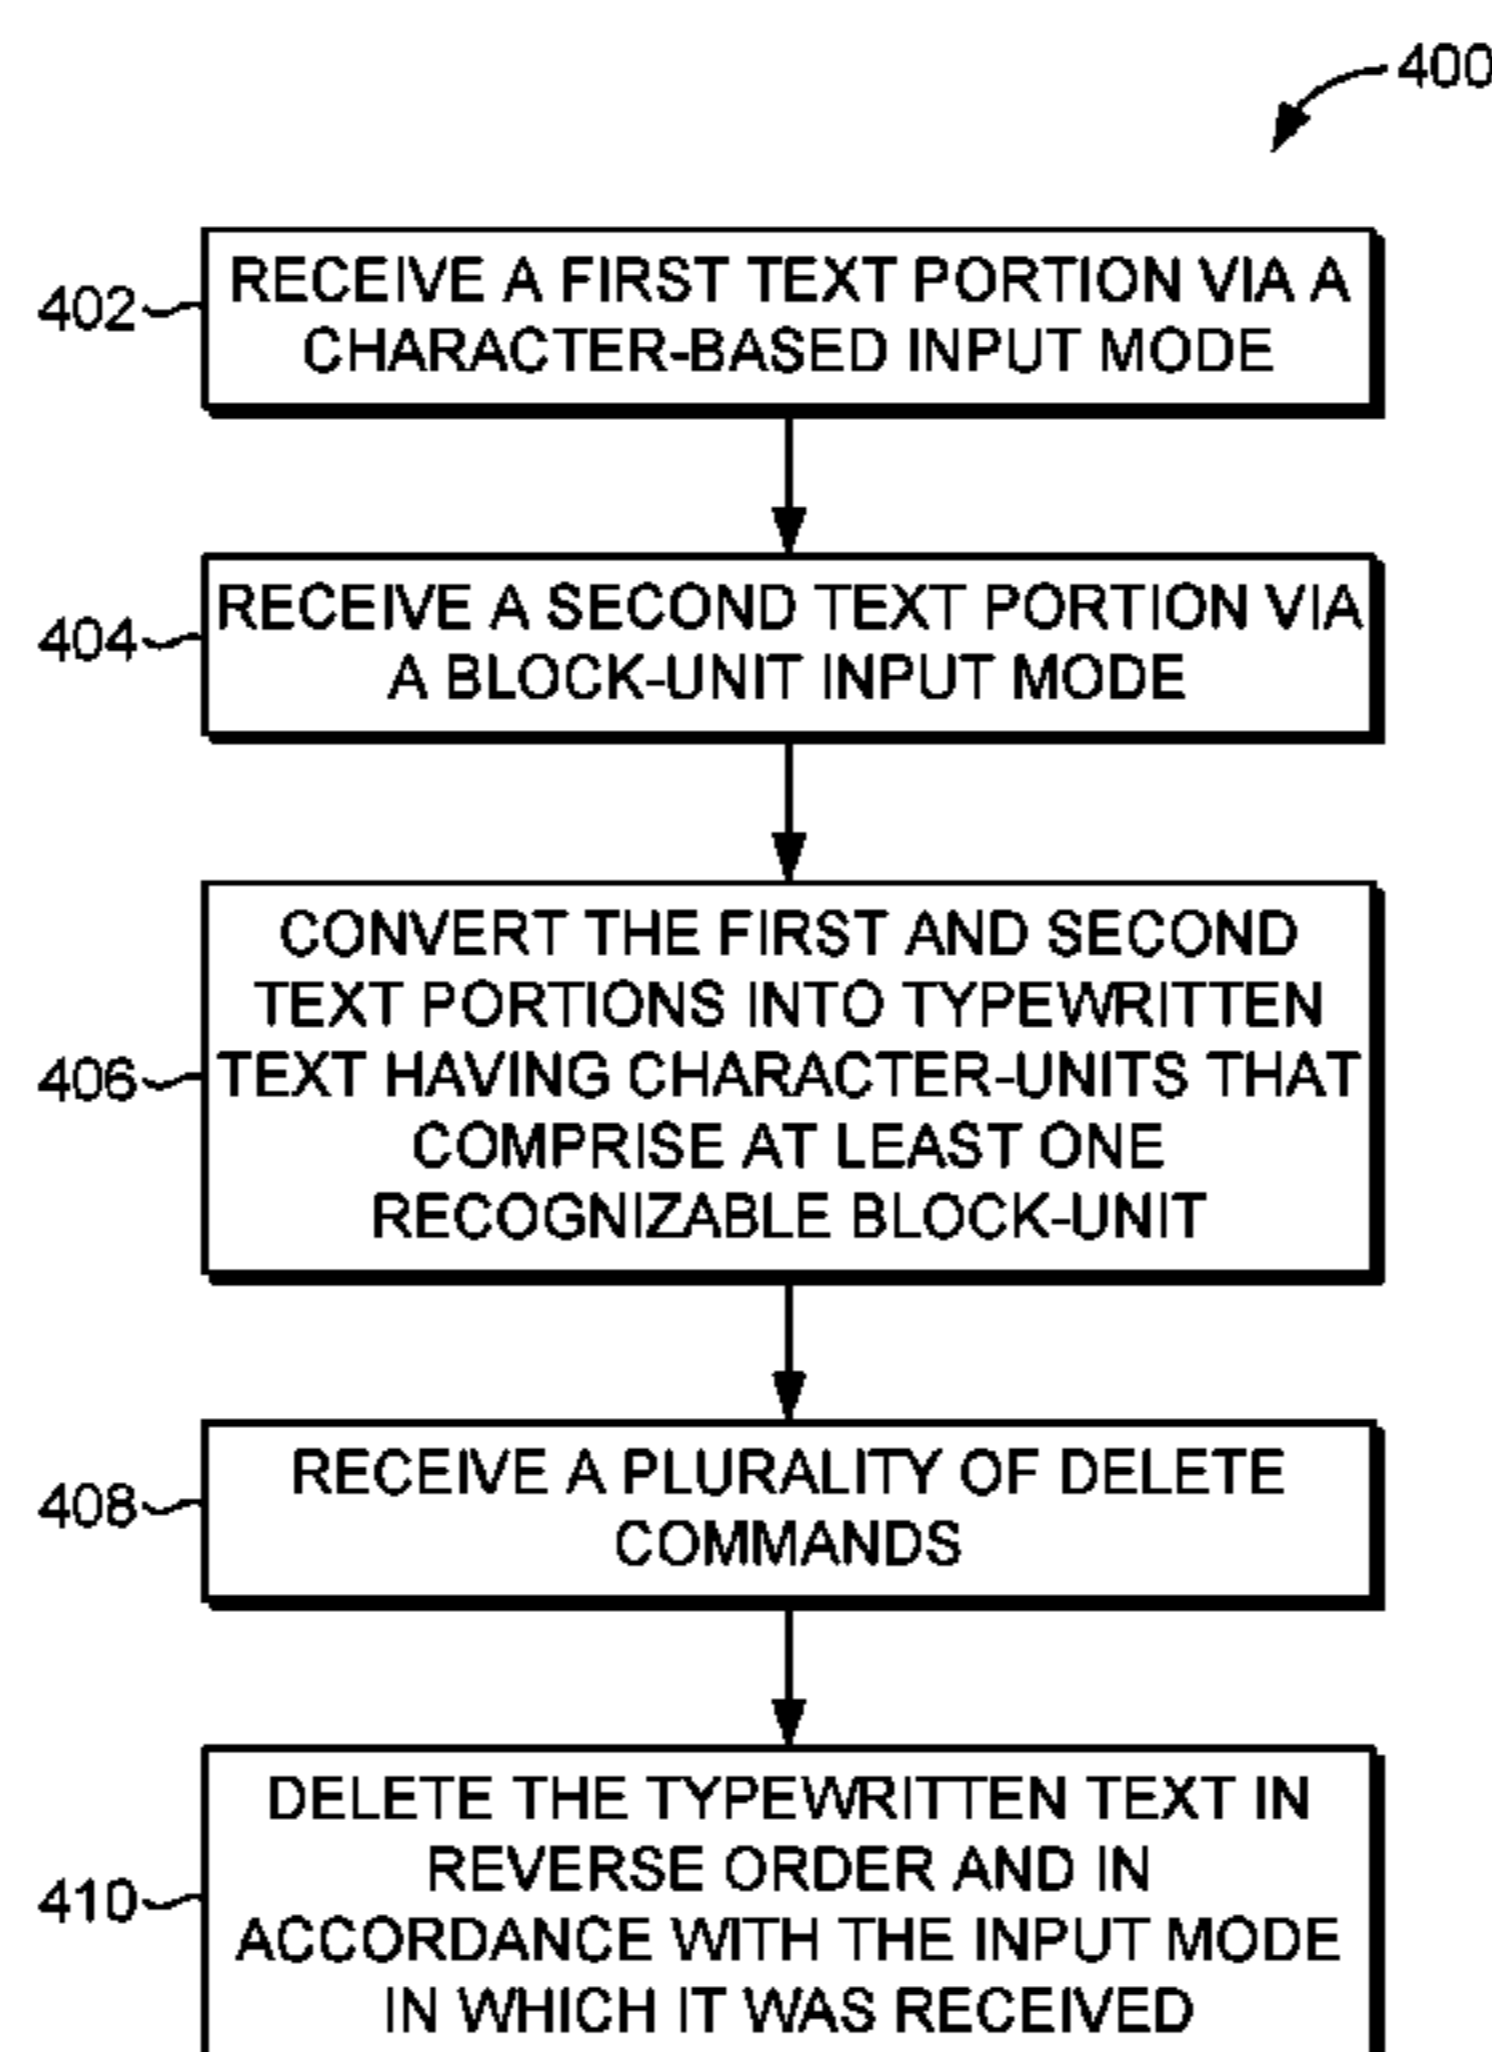 400
402
RECEIVE A FIRST TEXT PORTION VIA A
CHARACTER-BASED INPUT MODE
404
RECEIVE A SECOND TEXT PORTION VIA
A BLOCK-UNIT INPUT MODE
406
CONVERT THE FIRST AND SECOND
TEXT PORTIONS INTO TYPEWRITTEN
TEXT HAVING CHARACTER-UNITS THAT
COMPRISE AT LEAST ONE
RECOGNIZABLE BLOCK-UNIT
408
RECEIVE A PLURALITY OF DELETE
COMMANDS
410
DELETE THE TYPEWRITTEN TEXT IN
REVERSE ORDER AND IN
ACCORDANCE WITH THE INPUT MODE
IN WHICH IT WAS RECEIVED